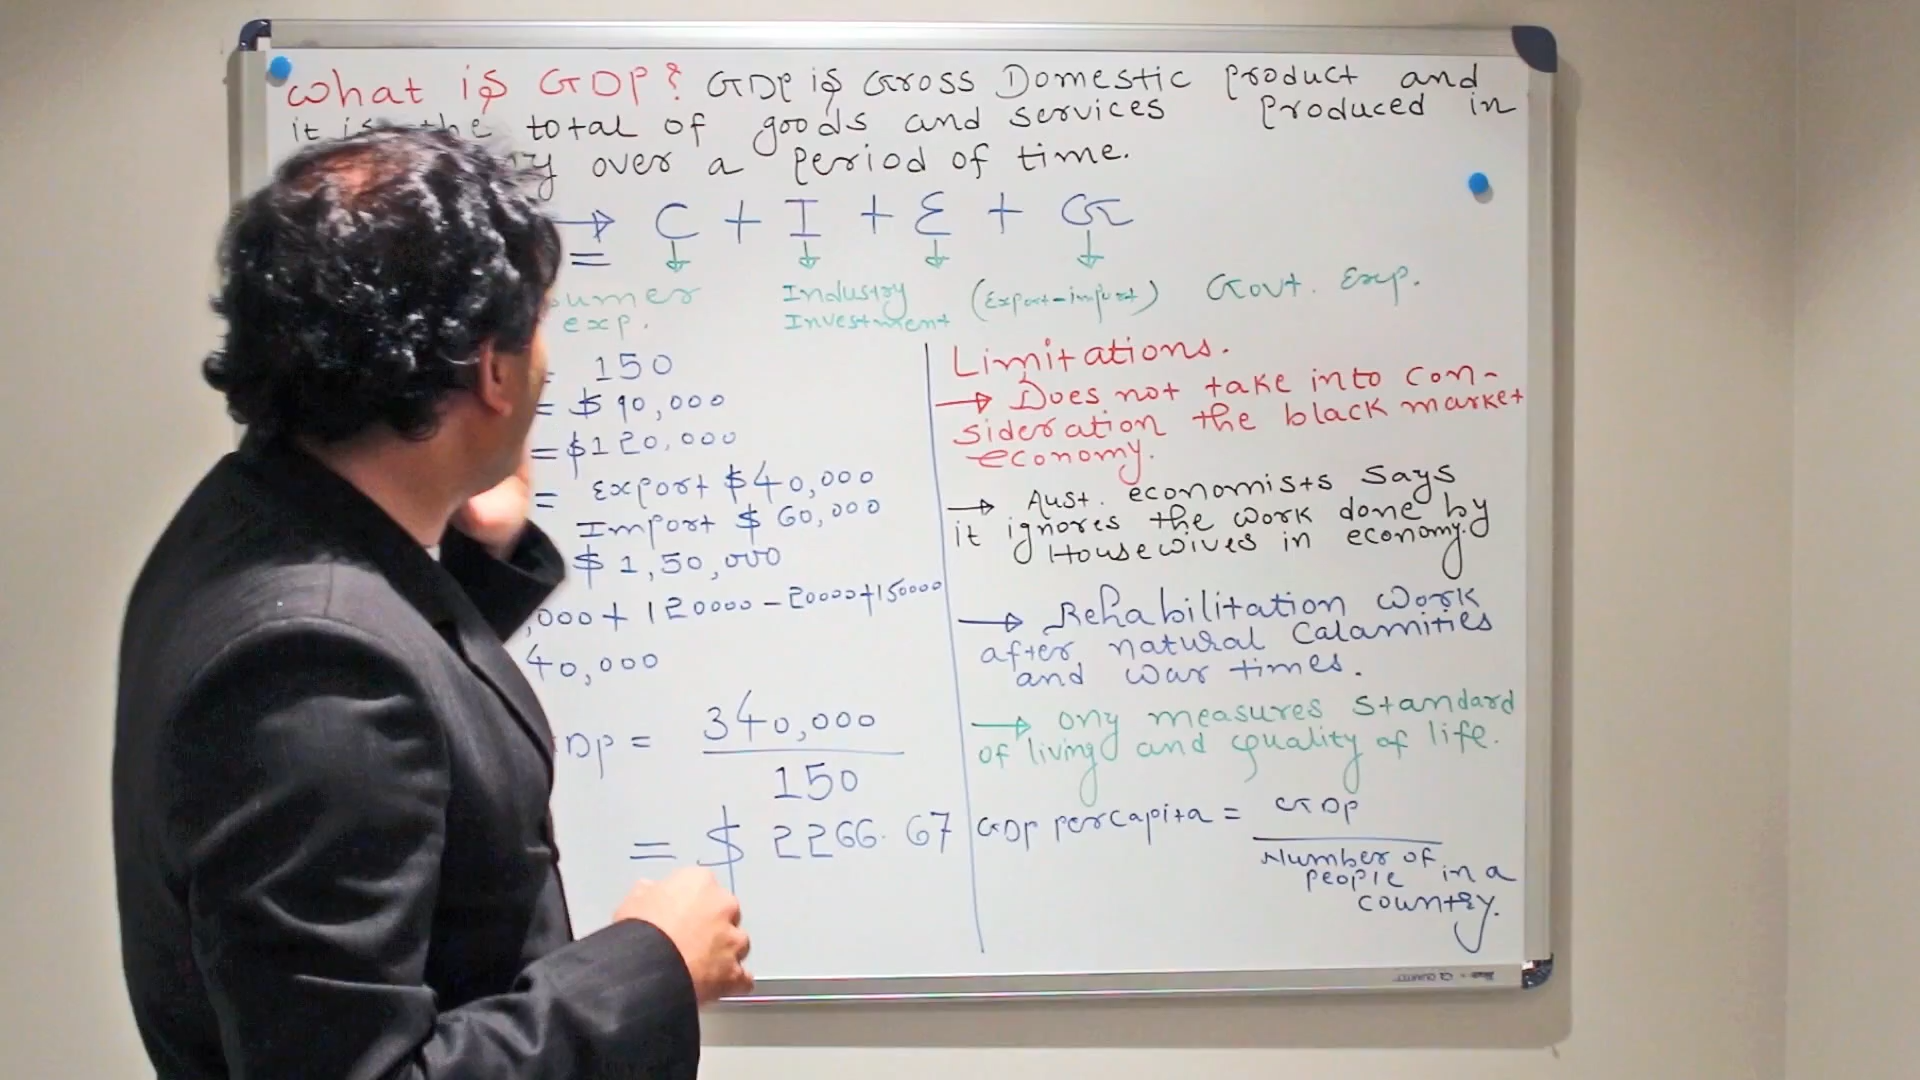 What is GDP? GDP is Gross Domestic product and
it is the total of goods and services Produced in
over a period of time.
→ C + I + E + G
=
exp.
Industry
Investment
(Export-import)
Govt. Exp.
150
= $ 90,000
= $120,000
= Export $40,000
Import $ 60,000
$ 1,50,000
,000 + 120000 - 20000 + 150000
40,000
DP = 340,000
150
= $ 2266.67
Limitations.
→ Does not take into con-
sideration the black market
economy.
→ Aust. economists says
it ignores the work done by
Housewives in economy.
→ Rehabilitation work
after natural Calamities
and war times.
→ ony measures standard
of living and quality of life.
GDP per capita = GDP
Number of
people in a
country.